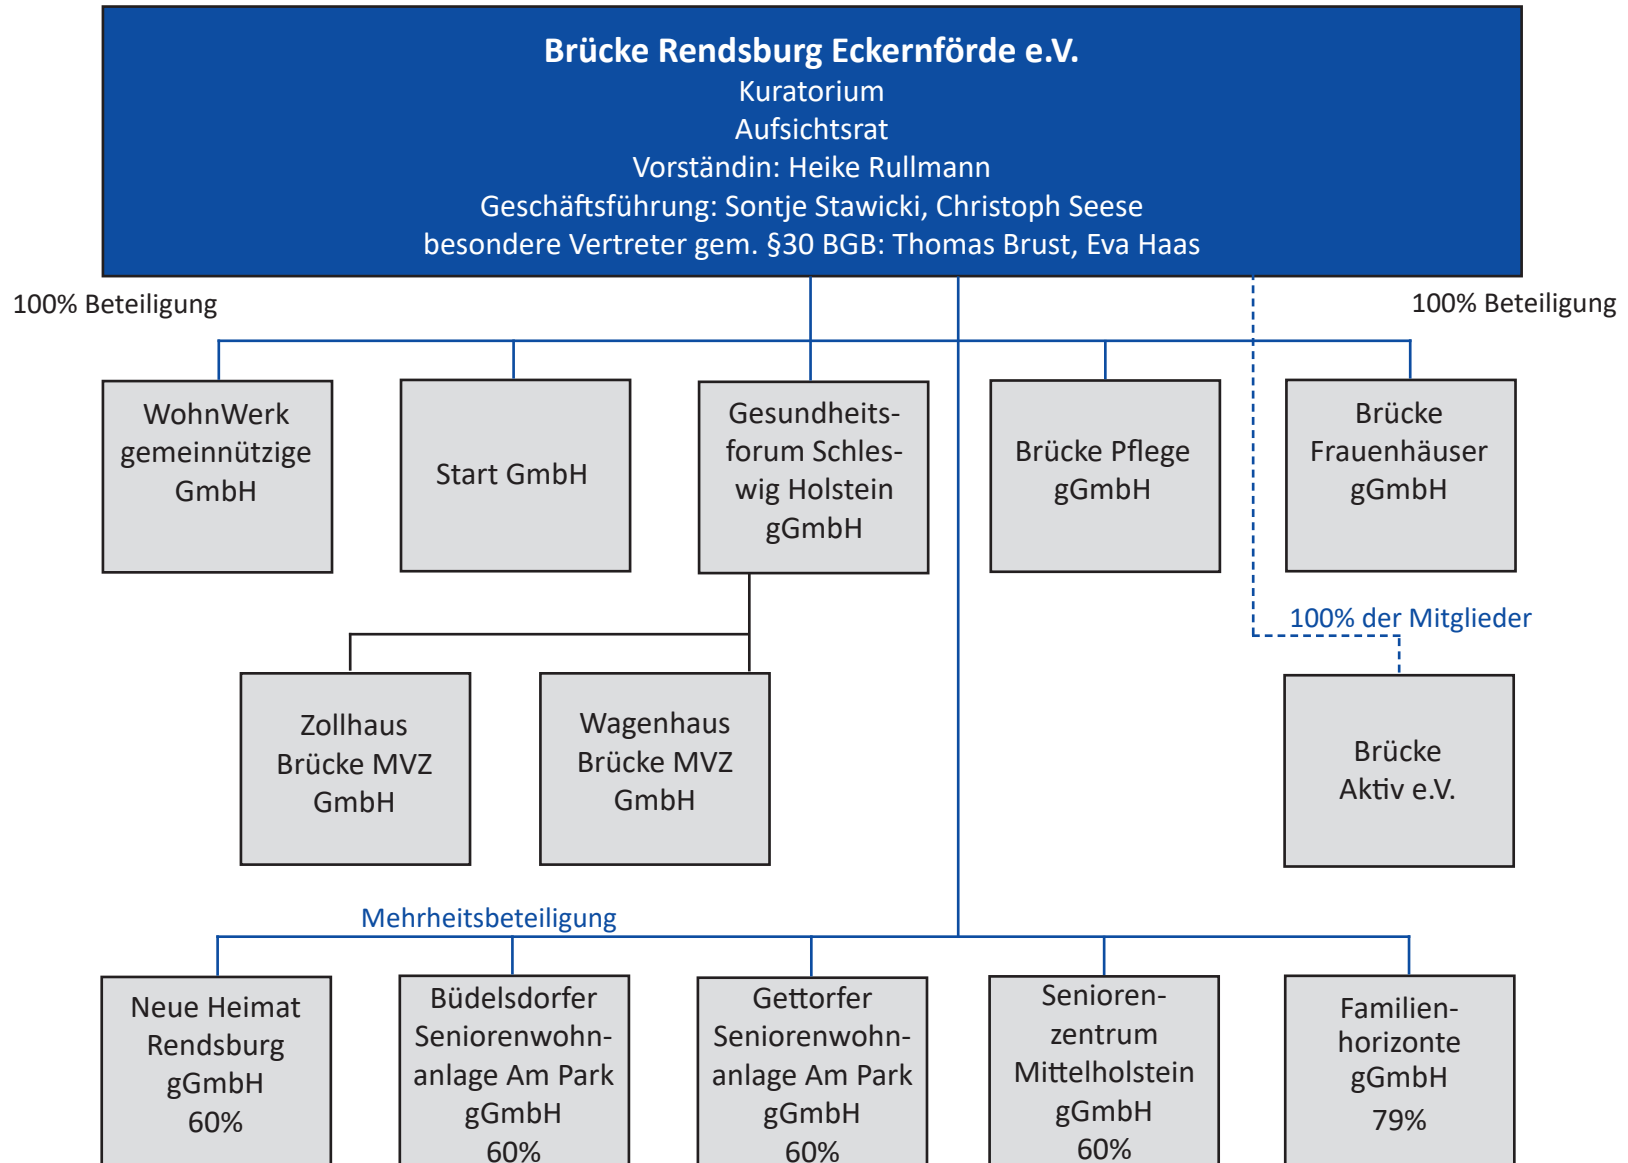 Brücke Rendsburg Eckernförde e.V.
Kuratorium
Aufsichtsrat
Vorständin: Heike Rullmann
Geschäftsführung: Sontje Stawicki, Christoph Seese
besondere Vertreter gem. §30 BGB: Thomas Brust, Eva Haas
100% Beteiligung
100% Beteiligung
WohnWerk
gemeinnützige
GmbH
Start GmbH
Gesundheits-
forum Schles-
wig Holstein
gGmbH
Brücke Pflege
gGmbH
Brücke
Frauenhäuser
gGmbH
100% der Mitglieder
Zollhaus
Brücke MVZ
GmbH
Wagenhaus
Brücke MVZ
GmbH
Brücke
Aktiv e.V.
Mehrheitsbeteiligung
Neue Heimat
Rendsburg
gGmbH
60%
Büdelsdorfer
Seniorenwohn-
anlage Am Park
gGmbH
60%
Gettorfer
Seniorenwohn-
anlage Am Park
gGmbH
60%
Senioren-
zentrum
Mittelholstein
gGmbH
60%
Familien-
horizonte
gGmbH
79%